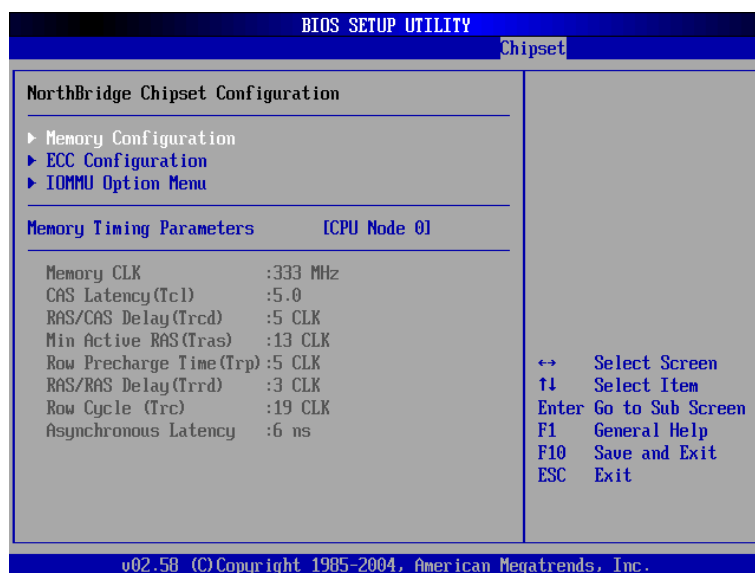 BIOS SETUP UTILITY
Chipset
NorthBridge Chipset Configuration
Memory Configuration
ECC Configuration
IOMMU Option Menu
Memory Timing Parameters [CPU Node 0]
Memory CLK :333 MHz
CAS Latency(Tcl) :5.0
RAS/CAS Delay(Trcd) :5 CLK
Min Active RAS(Tras) :13 CLK
Row Precharge Time(Trp) :5 CLK
RAS/RAS Delay(Trrd) :3 CLK
Row Cycle (Trc) :19 CLK
Asynchronous Latency :6 ns
↔ Select Screen
↑↓ Select Item
Enter Go to Sub Screen
F1 General Help
F10 Save and Exit
ESC Exit
v02.58 (C)Copyright 1985-2004, American Megatrends, Inc.